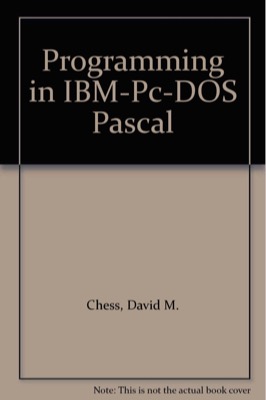 Programming
in IBM-Pc-DOS
Pascal
Chess, David M.
Note: This is not the actual book cover